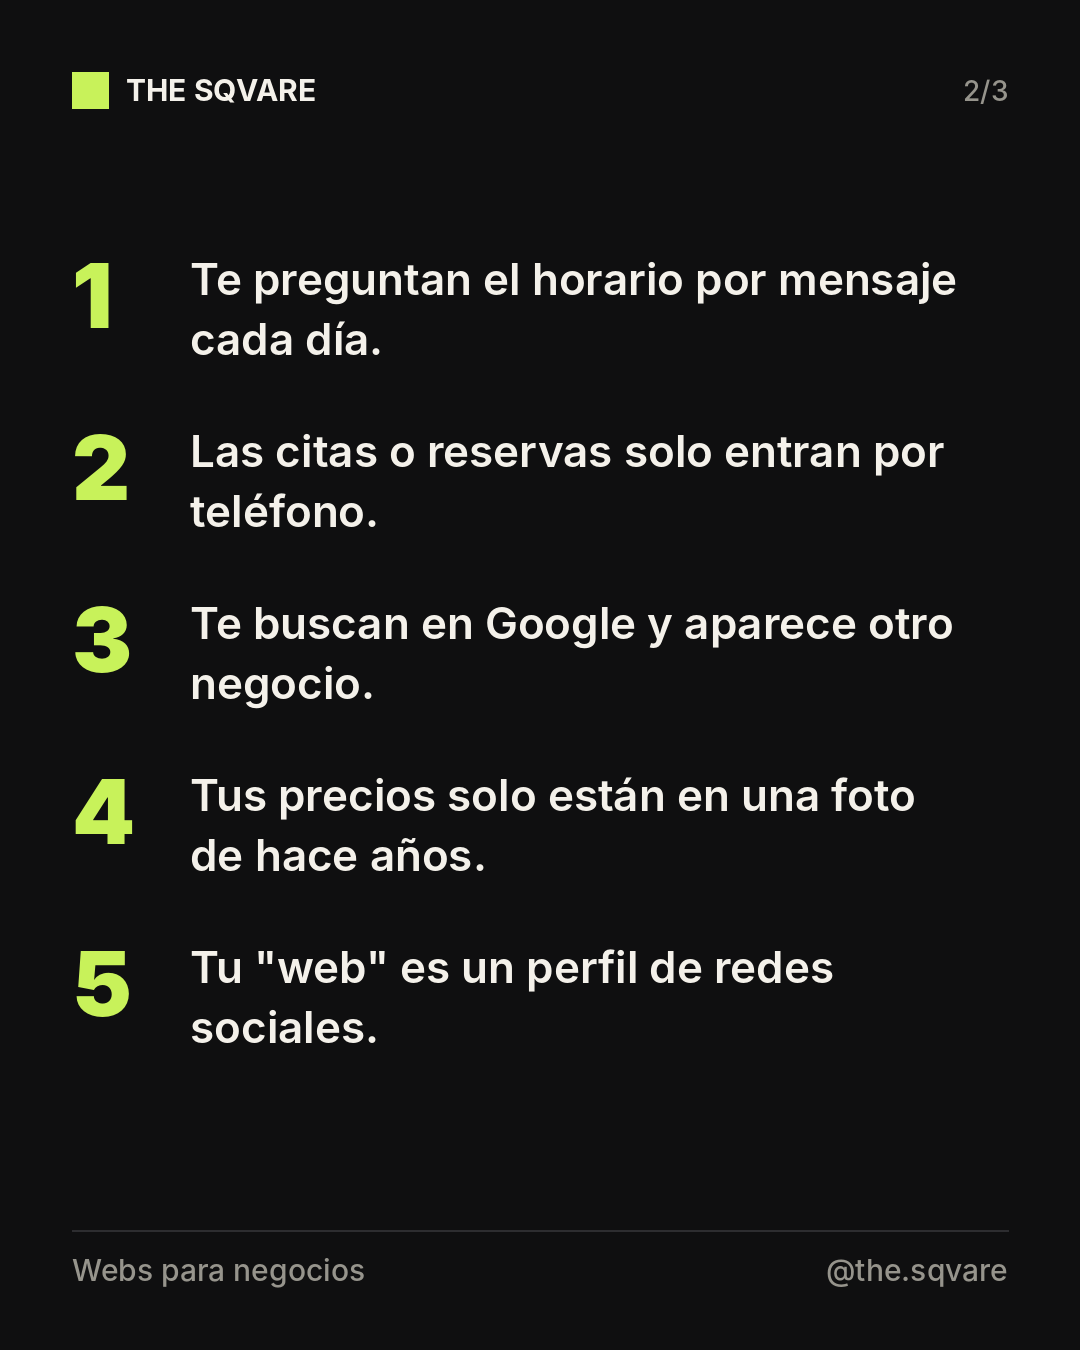 THE SQVARE
2/3
1
Te preguntan el horario por mensaje
cada día.
2
Las citas o reservas solo entran por
teléfono.
3
Te buscan en Google y aparece otro
negocio.
4
Tus precios solo están en una foto
de hace años.
5
Tu "web" es un perfil de redes
sociales.
Webs para negocios
@the.sqvare